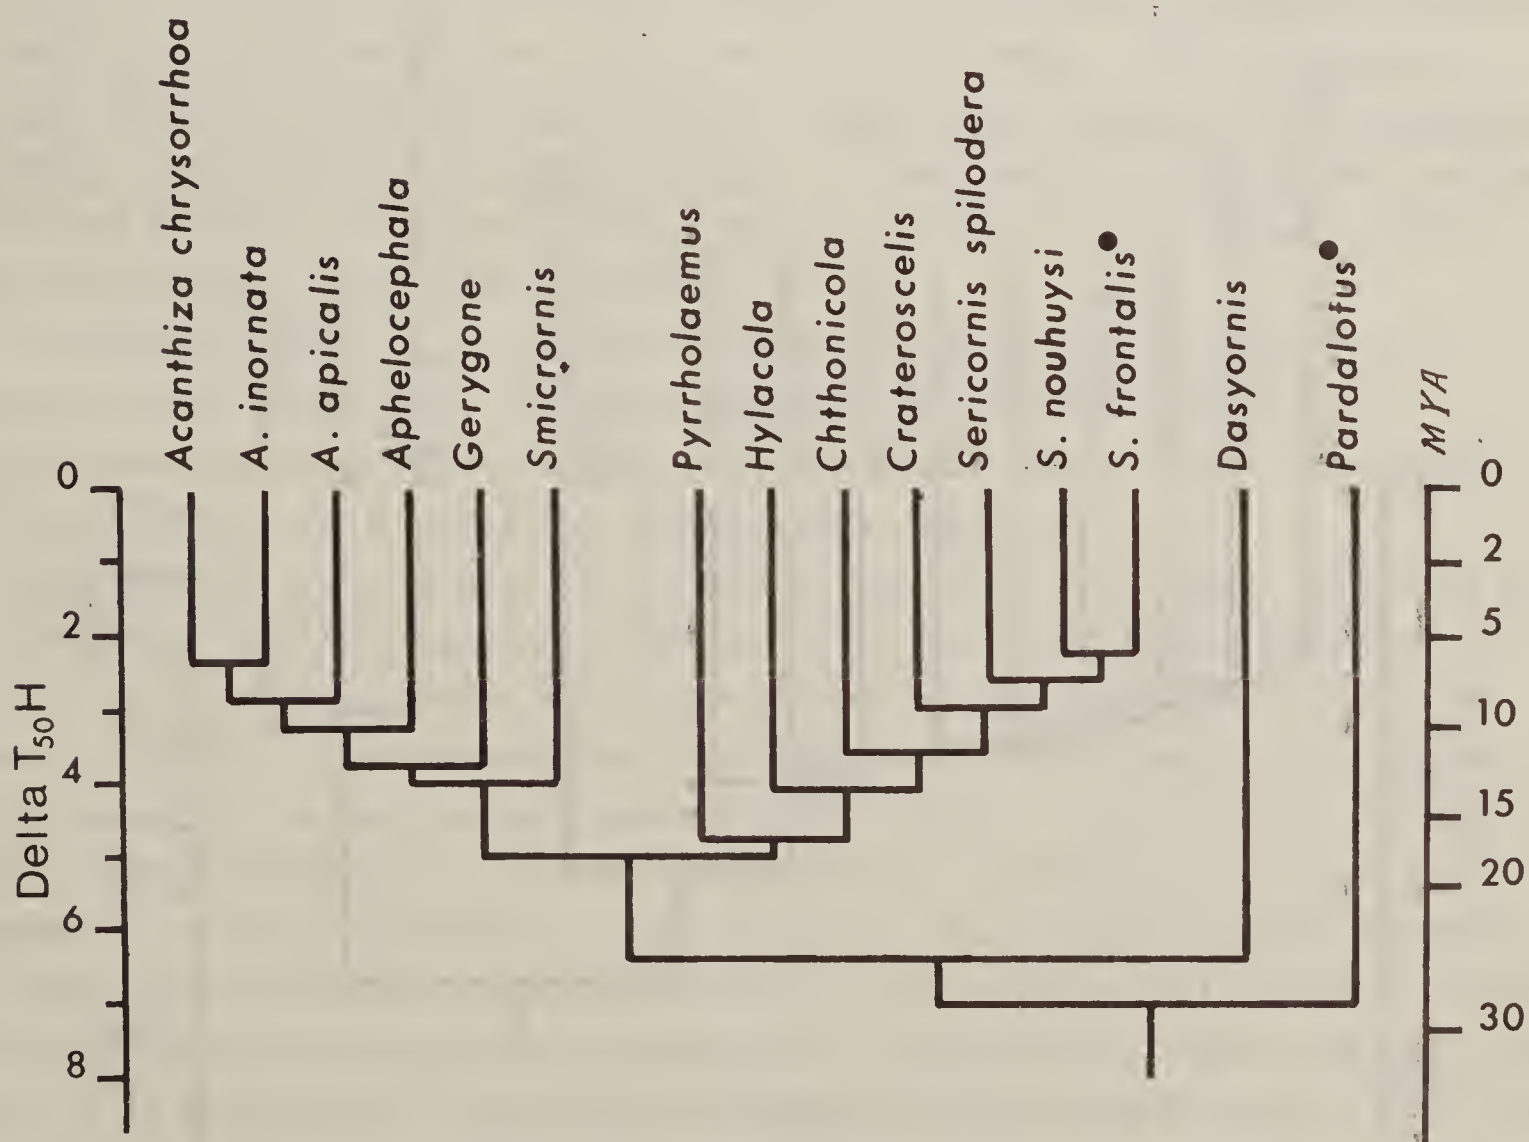 Acanthiza chrysorrhoa
A. inornata
A. apicalis
Aphelocephala
Gerygone
Smicrornis
Pyrrholaemus
Hylacola
Chthonicola
Crateroscelis
Sericornis spilodera
S. nouhuysi
S. frontalis
Dasyornis
Pardalotus
MYA
Delta T50H
0
2
4
6
8
0
2
5
10
15
20
30